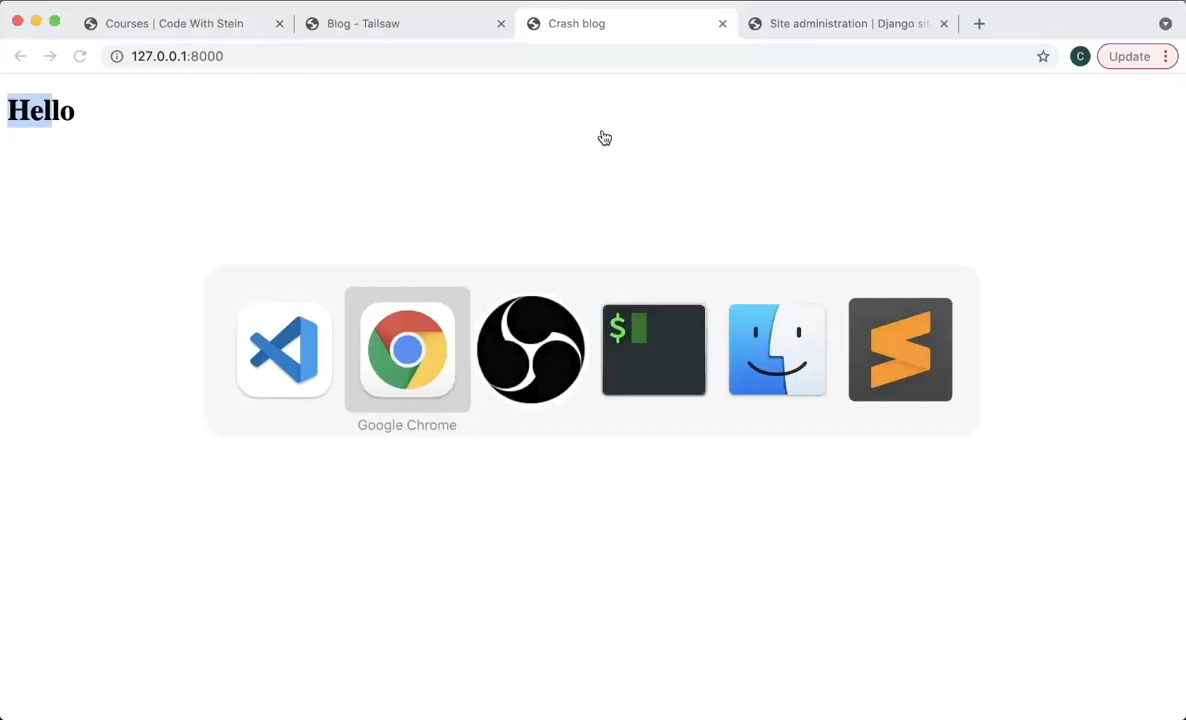 Courses | Code With Stein
Blog - Tailsaw
Crash blog
Site administration | Django sit
127.0.0.1:8000
C
Update
Hello
$
Google Chrome